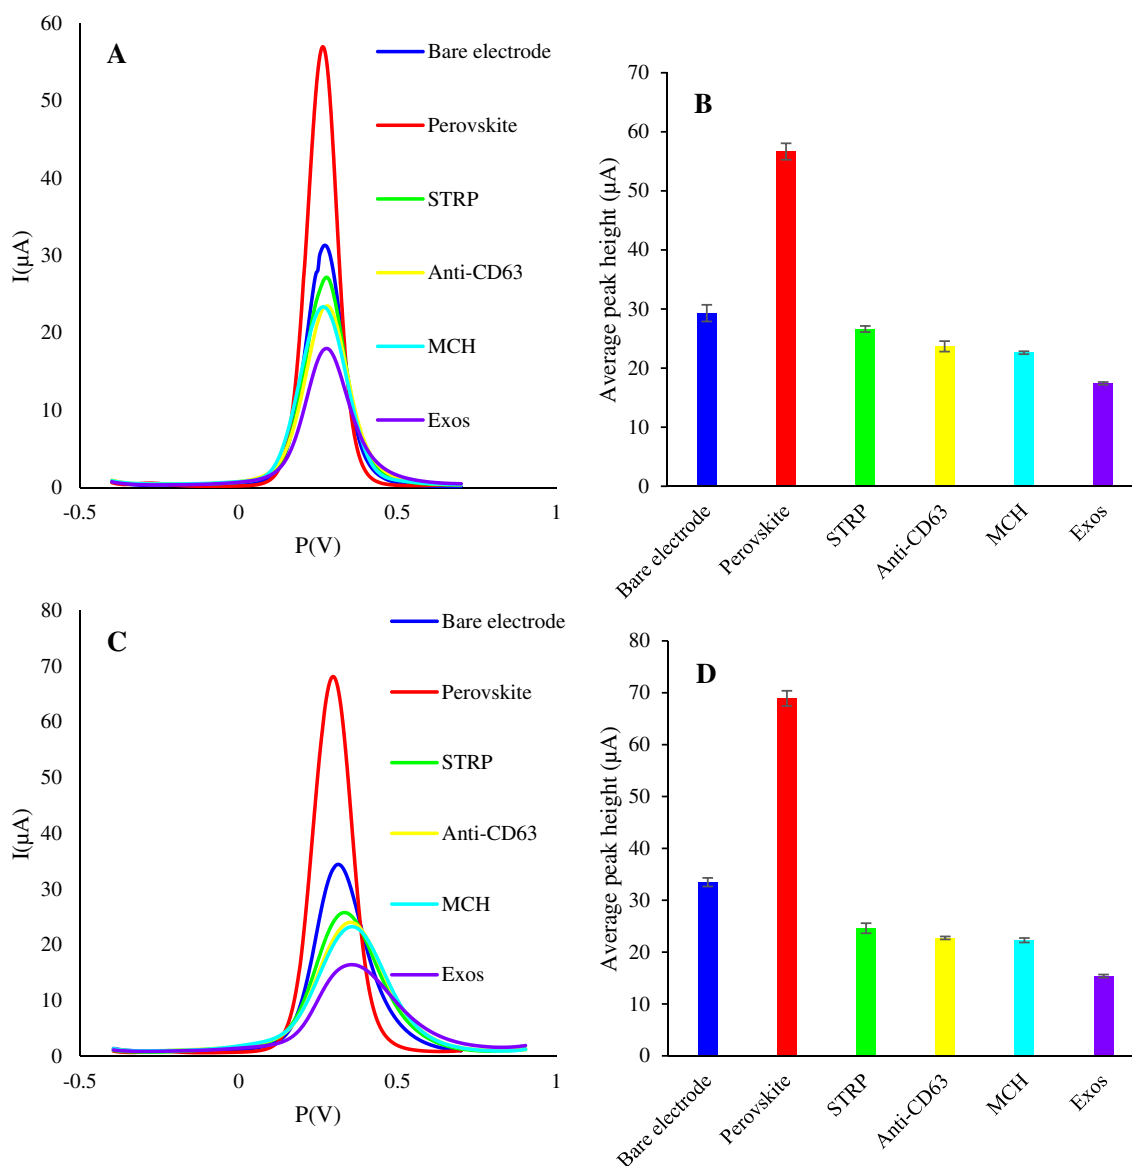 A
I(µA)
60
50
40
30
20
10
0
-0.5
0
0.5
1
P(V)
Bare electrode
Perovskite
STRP
Anti-CD63
MCH
Exos
B
Average peak height (µA)
70
60
50
40
30
20
10
0
Bare electrode
Perovskite
STRP
Anti-CD63
MCH
Exos
C
I(µA)
80
70
60
50
40
30
20
10
0
-0.5
0
0.5
1
P(V)
Bare electrode
Perovskite
STRP
Anti-CD63
MCH
Exos
D
Average peak height (µA)
80
70
60
50
40
30
20
10
0
Bare electrode
Perovskite
STRP
Anti-CD63
MCH
Exos